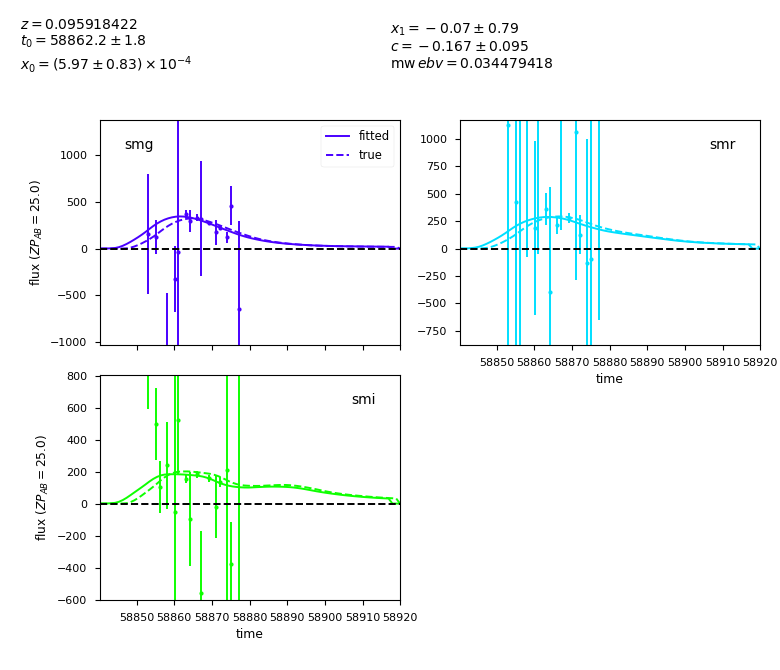 z = 0.095918422
t₀ = 58862.2 ± 1.8
x₀ = (5.97 ± 0.83) × 10⁻⁴
x₁ = −0.07 ± 0.79
c = −0.167 ± 0.095
mw ebv = 0.034479418
smg
fitted
true
1000
500
0
−500
−1000
flux (ZP_AB = 25.0)
smr
1000
750
500
250
0
−250
−500
−750
58850 58860 58870 58880 58890 58900 58910 58920
time
smi
800
600
400
200
0
−200
−400
−600
flux (ZP_AB = 25.0)
58850 58860 58870 58880 58890 58900 58910 58920
time